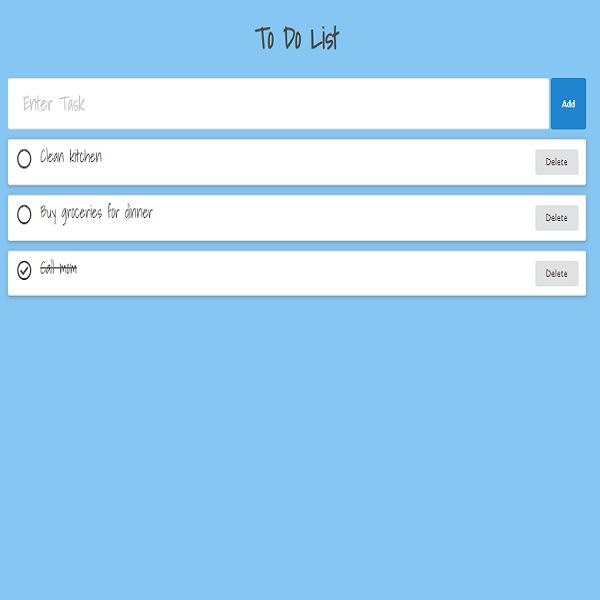 To Do List
Enter Task
Add
Clean kitchen
Delete
Buy groceries for dinner
Delete
Call mom
Delete